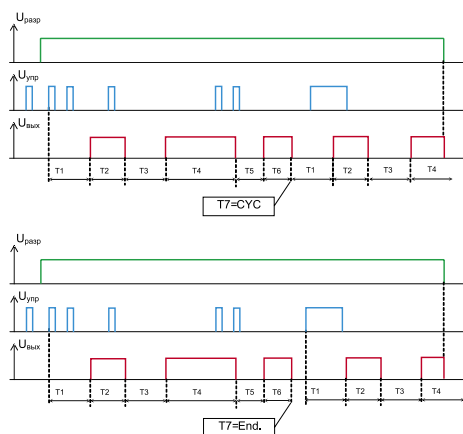 Uразр
Uупр
Uвых
T1 T2 T3 T4 T5 T6 T1 T2 T3 T4
T7=CYC
Uразр
Uупр
Uвых
T1 T2 T3 T4 T5 T6 T1 T2 T3 T4
T7=End.